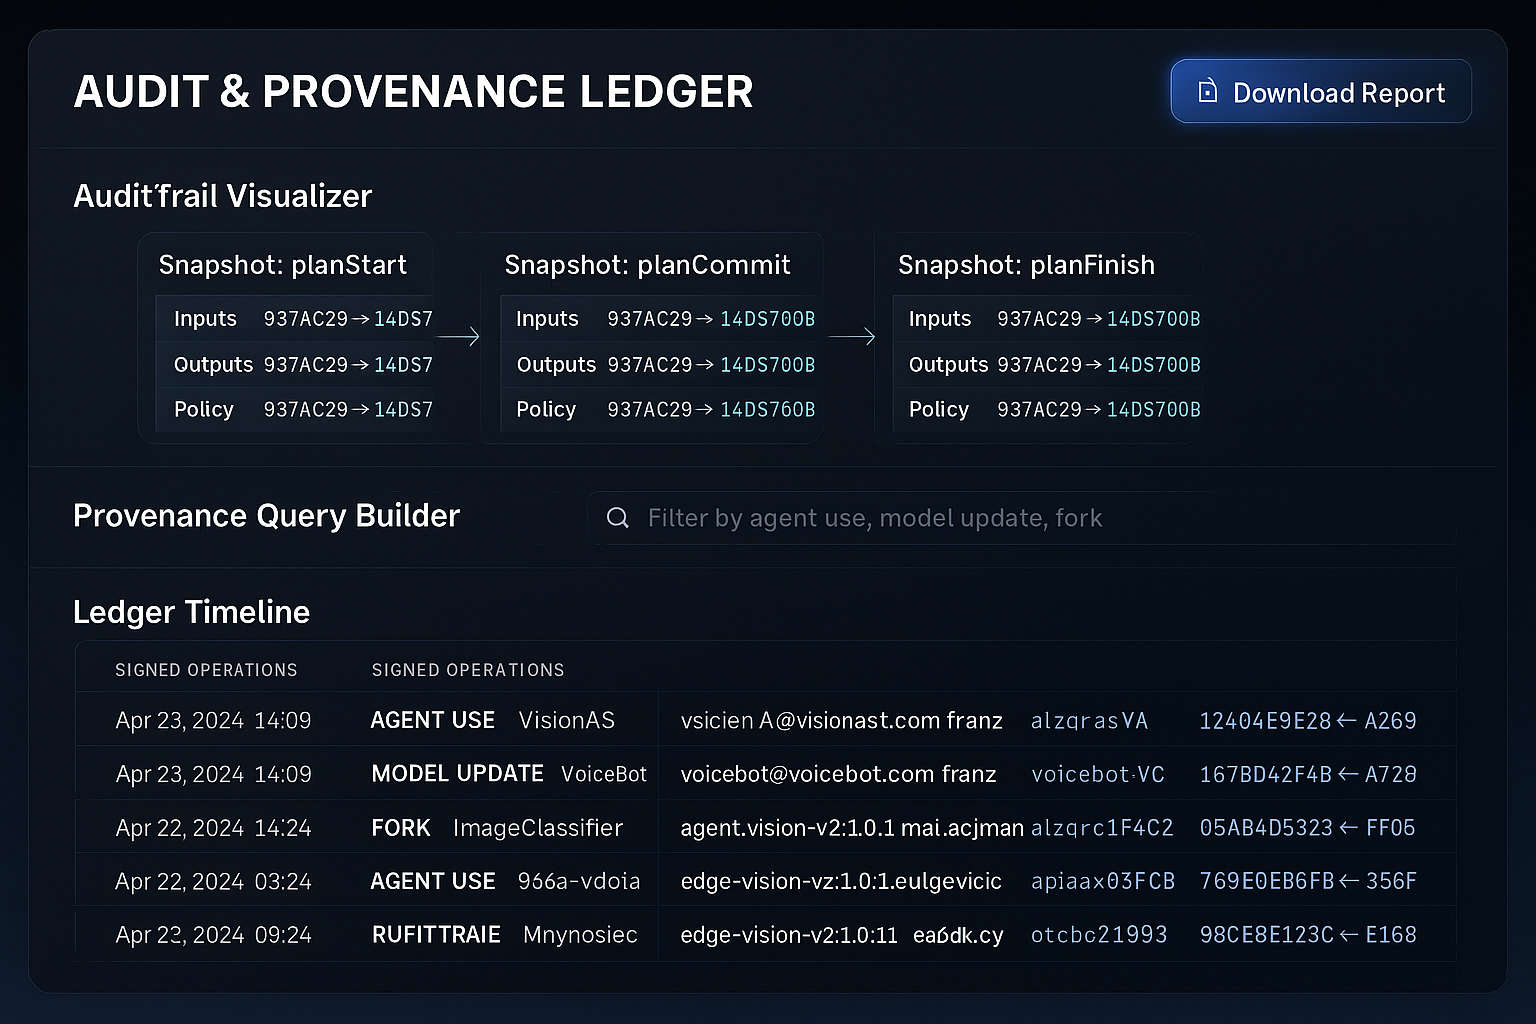 AUDIT & PROVENANCE LEDGER
Download Report
Audit Trail Visualizer
Snapshot: planStart
Inputs 937AC29→14DS7
Outputs 937AC29→14DS7
Policy 937AC29→14DS7
Snapshot: planCommit
Inputs 937AC29→14DS700B
Outputs 937AC29→14DS700B
Policy 937AC29→14DS760B
Snapshot: planFinish
Inputs 937AC29→14DS700B
Outputs 937AC29→14DS700B
Policy 937AC29→14DS700B
Provenance Query Builder
Filter by agent use, model update, fork
Ledger Timeline
SIGNED OPERATIONS SIGNED OPERATIONS
Apr 23, 2024 14:09 AGENT USE VisionAS vsicien A@visionast.com franz alzqrasVA 12404E9E28← A269
Apr 23, 2024 14:09 MODEL UPDATE VoiceBot voicebot@voicebot.com franz voicebot·VC 167BD42F4B← A728
Apr 22, 2024 14:24 FORK ImageClassifier agent.vision-v2:1.0.1 mai.acjman alzqrc1F4C2 05AB4D5323← FF05
Apr 22, 2024 03:24 AGENT USE 966a-vdoia edge-vision-vz:1.0:1.eulgevicic apiaax03FCB 769E0EB6FB← 356F
Apr 22, 2024 09:24 RUFITTRAIE Mnynosiec edge-vision-v2:1.0:11 otcbc21993 98CE8E123C← E168